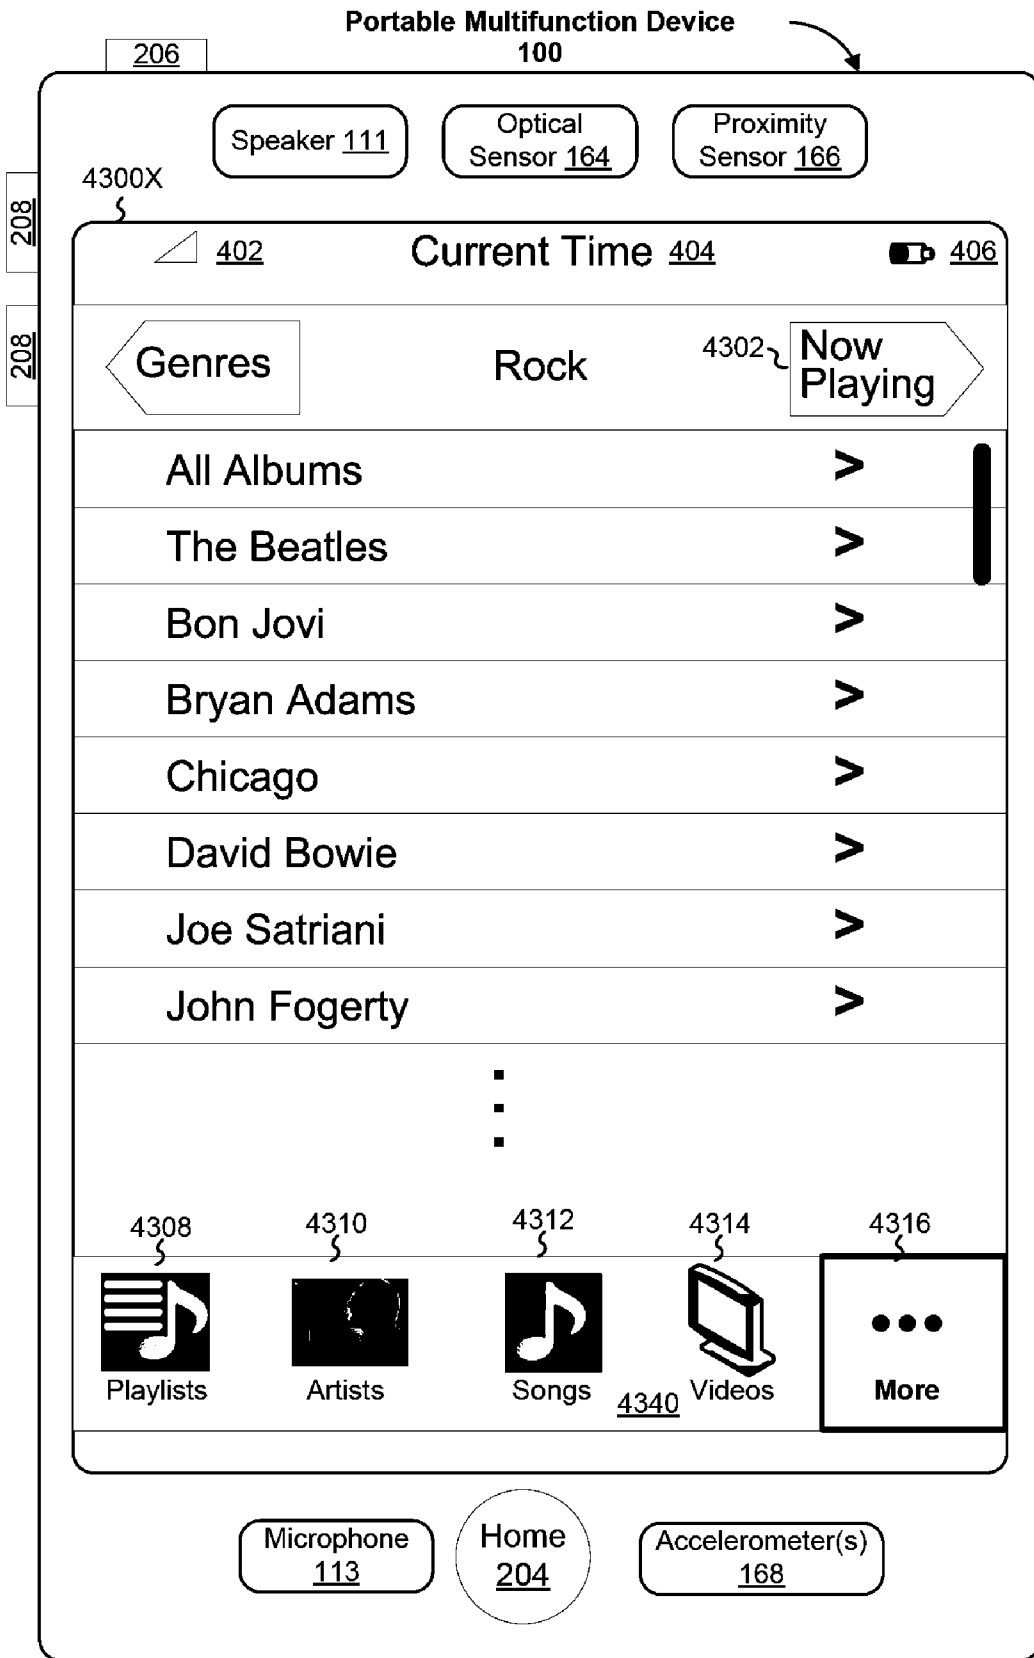 Portable Multifunction Device
100
206
Speaker 111
Optical
Sensor 164
Proximity
Sensor 166
4300X
208
208
402
Current Time 404
406
Genres
Rock
4302
Now
Playing
All Albums >
The Beatles >
Bon Jovi >
Bryan Adams >
Chicago >
David Bowie >
Joe Satriani >
John Fogerty >
4308
4310
4312
4314
4316
Playlists
Artists
Songs
4340
Videos
More
Microphone
113
Home
204
Accelerometer(s)
168